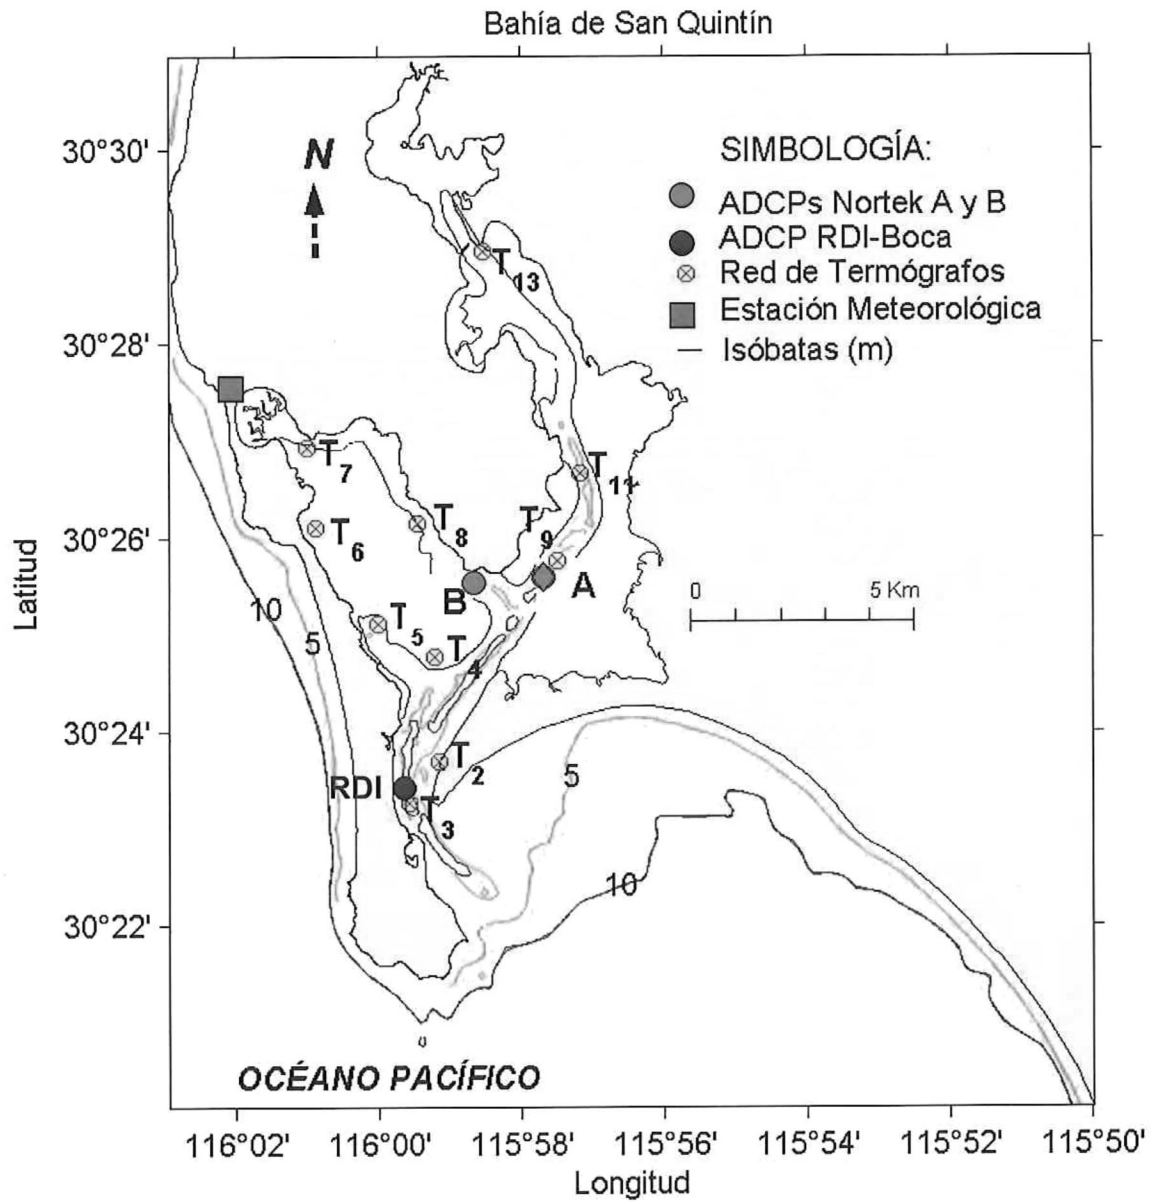 Bahía de San Quintín
30°30'
N
SIMBOLOGÍA:
ADCPs Nortek A y B
ADCP RDI-Boca
T13
Red de Termógrafos
Estación Meteorológica
30°28'
Isóbatas (m)
T7
T11
T8
T9
T6
30°26'
Latitud
B
A
0
5 Km
10
T5
5
T4
30°24'
T2
5
RDI
T3
10
30°22'
OCÉANO PACÍFICO
116°02'
116°00'
115°58'
115°56'
115°54'
115°52'
115°50'
Longitud